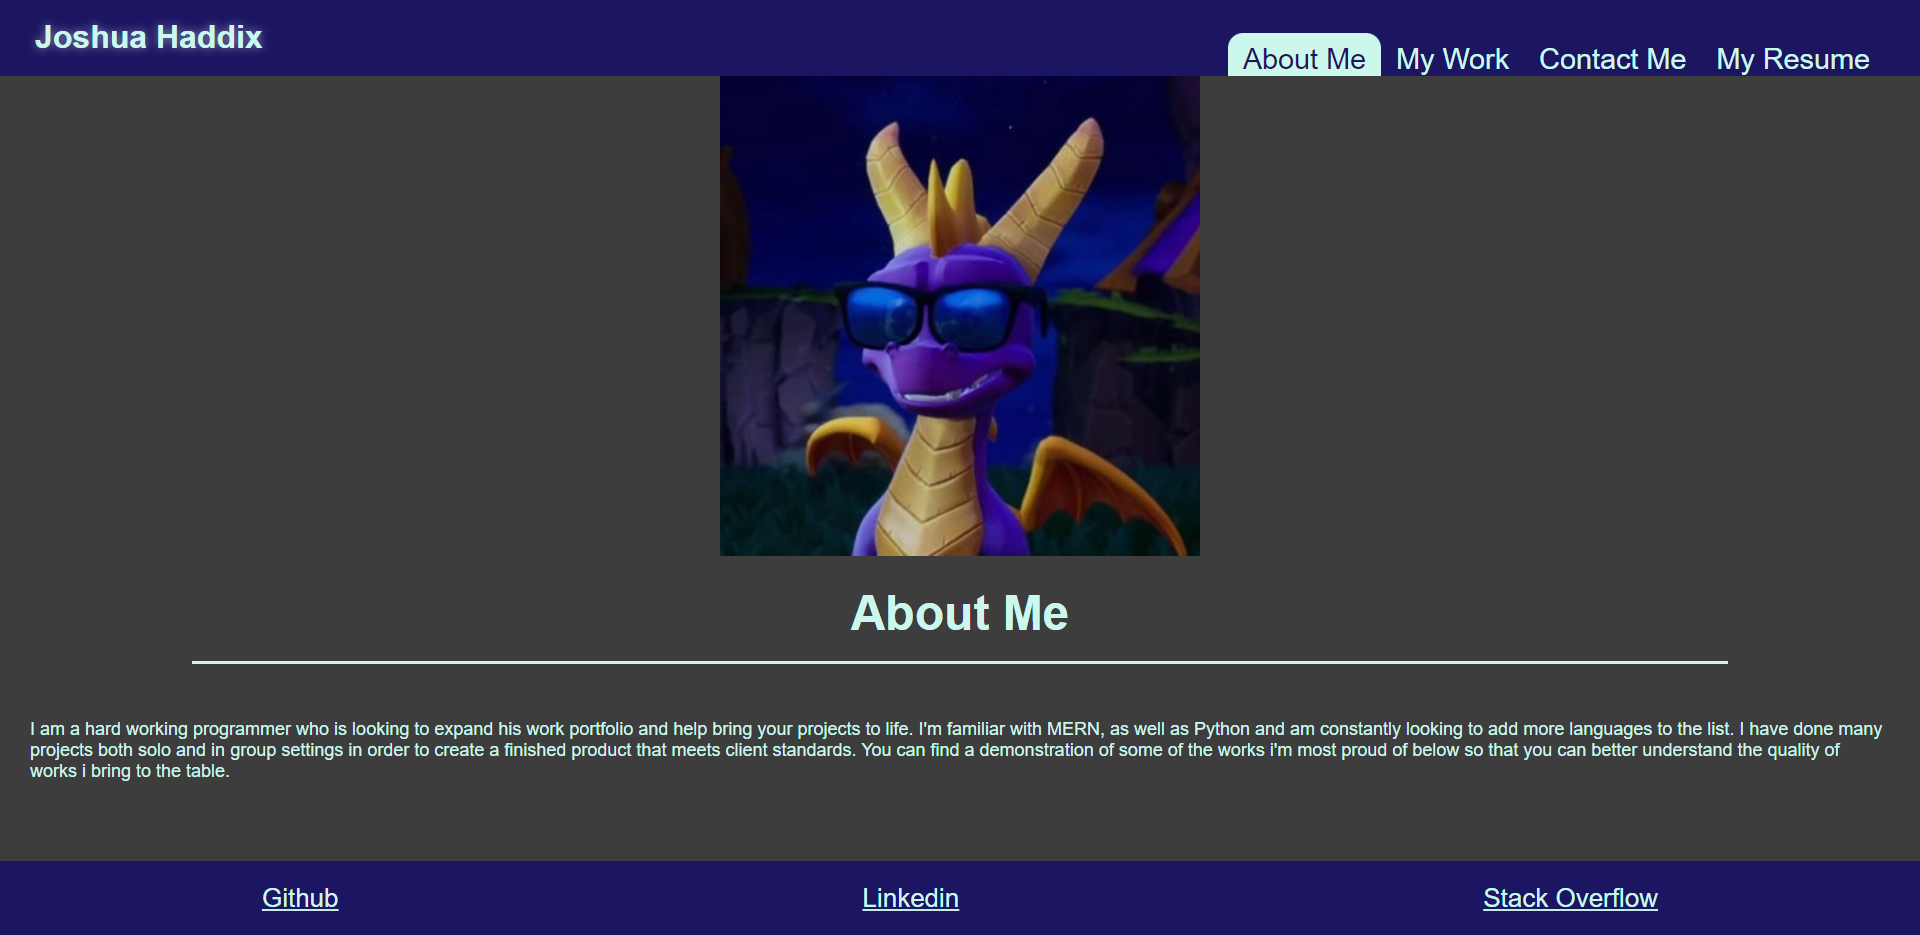 Joshua Haddix
About Me
My Work
Contact Me
My Resume
About Me
I am a hard working programmer who is looking to expand his work portfolio and help bring your projects to life. I'm familiar with MERN, as well as Python and am constantly looking to add more languages to the list. I have done many
projects both solo and in group settings in order to create a finished product that meets client standards. You can find a demonstration of some of the works i'm most proud of below so that you can better understand the quality of
works i bring to the table.
Github
Linkedin
Stack Overflow